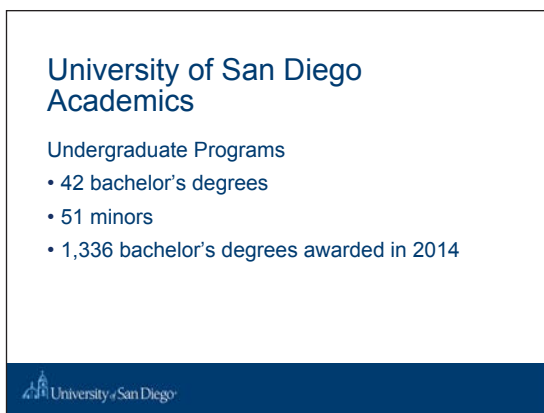 University of San Diego
Academics
Undergraduate Programs
• 42 bachelor's degrees
• 51 minors
• 1,336 bachelor's degrees awarded in 2014
University of San Diego